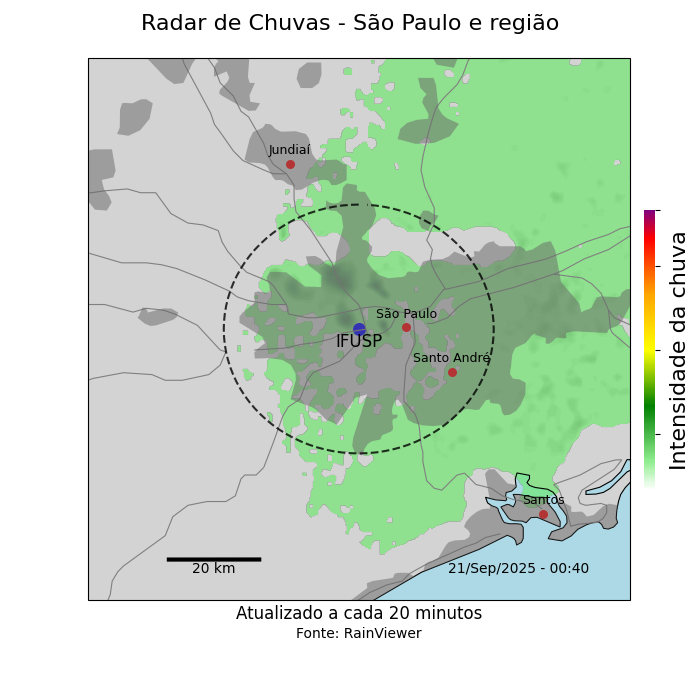 Radar de Chuvas - São Paulo e região
Jundiaí
São Paulo
IFUSP
Santo André
Santos
20 km
21/Sep/2025 - 00:40
Intensidade da chuva
Atualizado a cada 20 minutos
Fonte: RainViewer